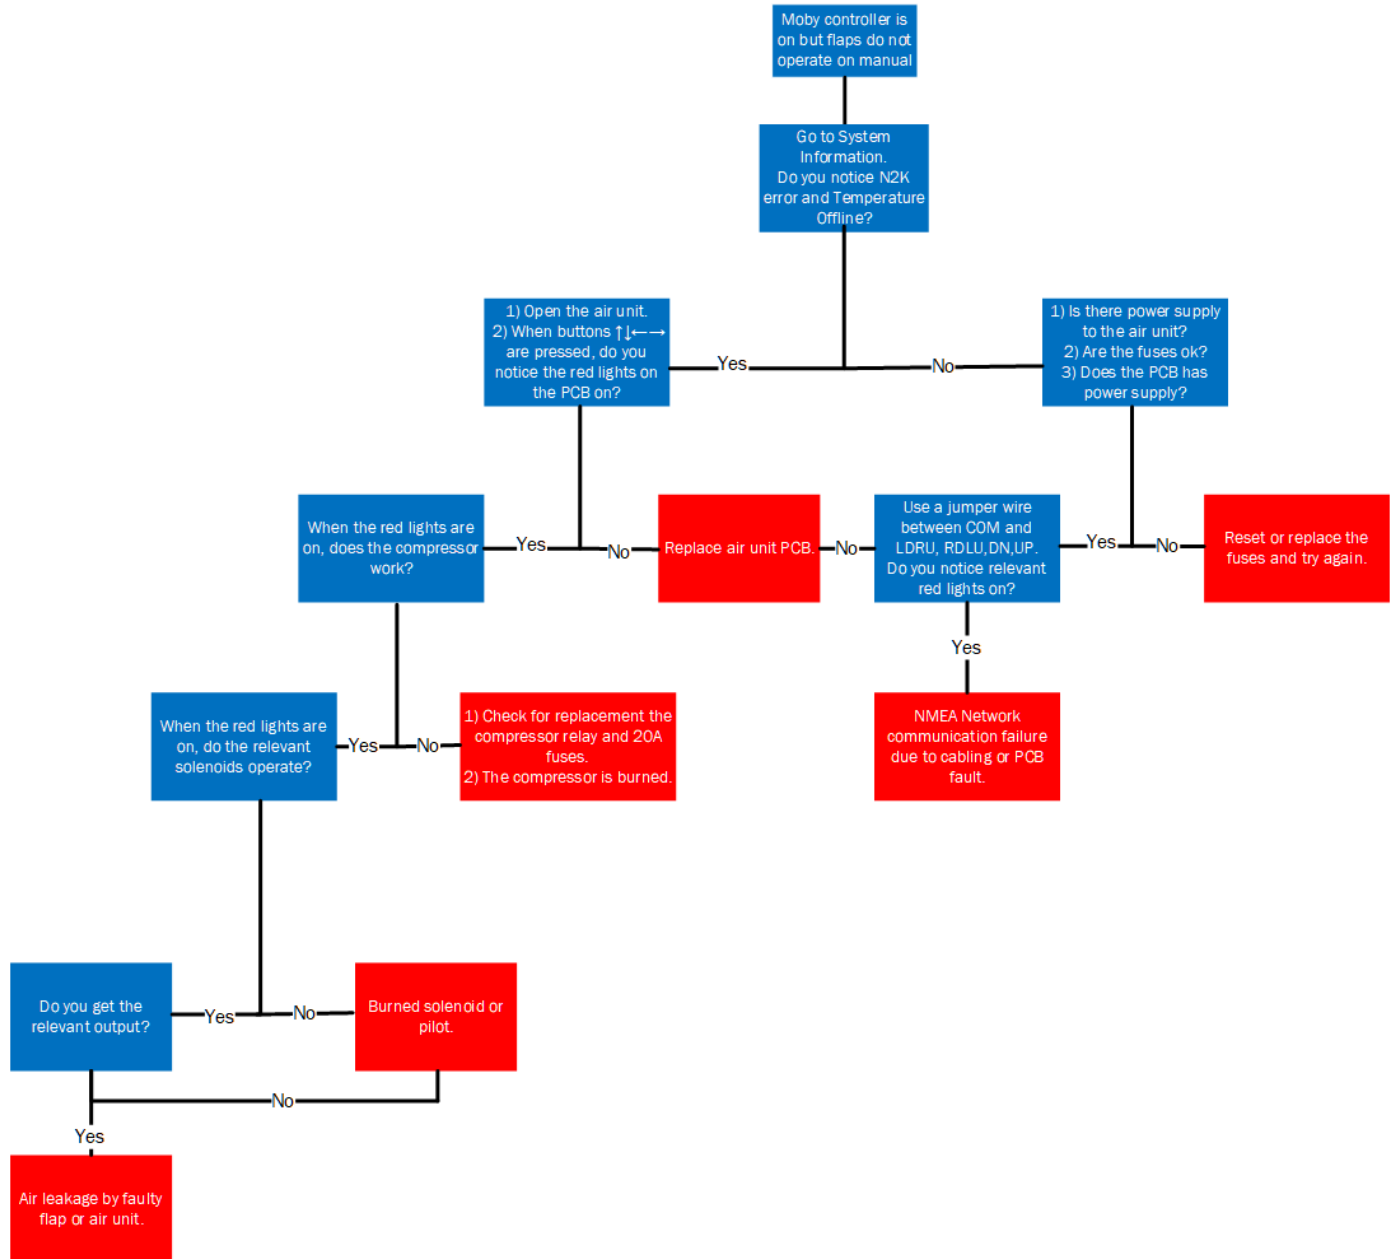 Moby controller is
on but flaps do not
operate on manual
Go to System
Information.
Do you notice N2K
error and Temperature
Offline?
1) Open the air unit.
2) When buttons ↑↓←→
are pressed, do you
notice the red lights on
the PCB on?
Yes
No
1) Is there power supply
to the air unit?
2) Are the fuses ok?
3) Does the PCB has
power supply?
When the red lights are
on, does the compressor
work?
Yes
No
Replace air unit PCB.
No
Use a jumper wire
between COM and
LDRU, RDLU,DN,UP.
Do you notice relevant
red lights on?
Yes
No
Reset or replace the
fuses and try again.
Yes
When the red lights are
on, do the relevant
solenoids operate?
Yes
No
1) Check for replacement the
compressor relay and 20A
fuses.
2) The compressor is burned.
NMEA Network
communication failure
due to cabling or PCB
fault.
Do you get the
relevant output?
Yes
No
Burned solenoid or
pilot.
No
Yes
Air leakage by faulty
flap or air unit.